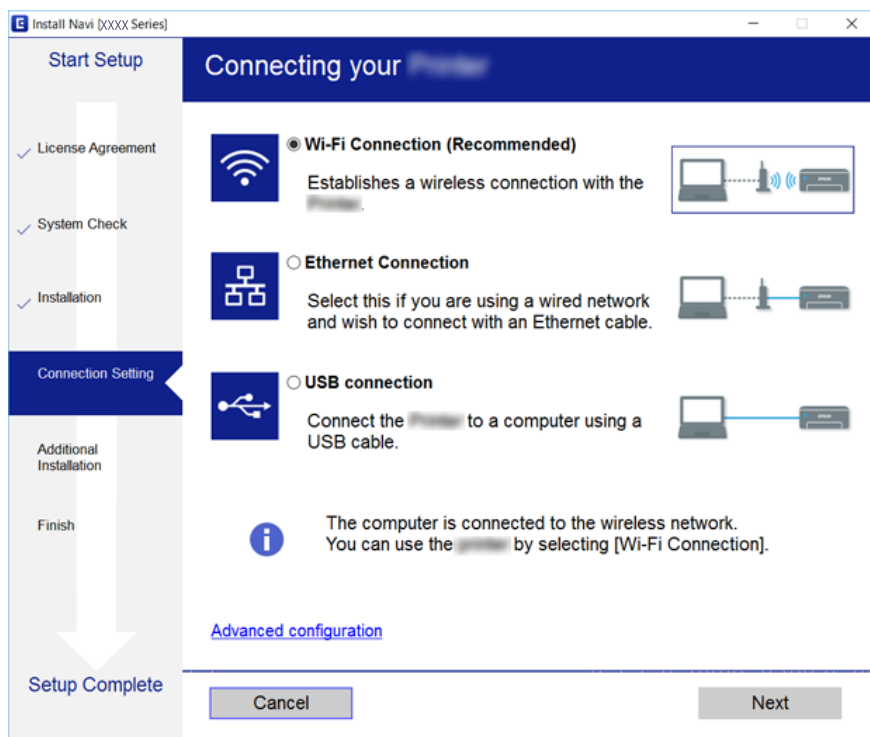 Install Navi [XXXX Series]
Start Setup
License Agreement
System Check
Installation
Connection Setting
Additional
Installation
Finish
Setup Complete
Connecting your
Wi-Fi Connection (Recommended)
Establishes a wireless connection with the
.
Ethernet Connection
Select this if you are using a wired network
and wish to connect with an Ethernet cable.
USB connection
Connect the to a computer using a
USB cable.
The computer is connected to the wireless network.
You can use the by selecting [Wi-Fi Connection].
Advanced configuration
Cancel
Next